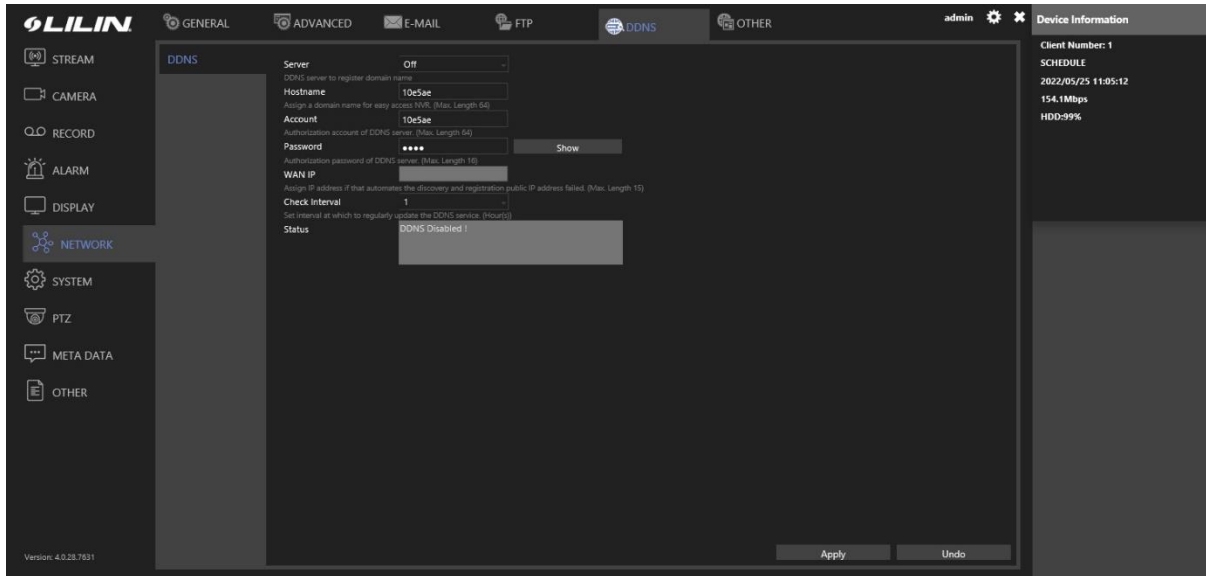 LILIN
GENERAL ADVANCED E-MAIL FTP DDNS OTHER admin
Device Information
Client Number: 1
SCHEDULE
2022/05/25 11:05:12
154.1Mbps
HDD:99%
STREAM
CAMERA
RECORD
ALARM
DISPLAY
NETWORK
SYSTEM
PTZ
META DATA
OTHER
Version: 4.0.28.7631
DDNS
Server Off
DDNS server to register domain name
Hostname 10e5ae
Assign a domain name for easy access NVR. (Max. Length 64)
Account 10e5ae
Authorization account of DDNS server. (Max. Length 64)
Password •••• Show
Authorization password of DDNS server. (Max. Length 16)
WAN IP
Assign IP address if that automates the discovery and registration public IP address failed. (Max. Length 15)
Check Interval 1
Set interval at which to regularly update the DDNS service. (Hour(s))
Status DDNS Disabled !
Apply Undo